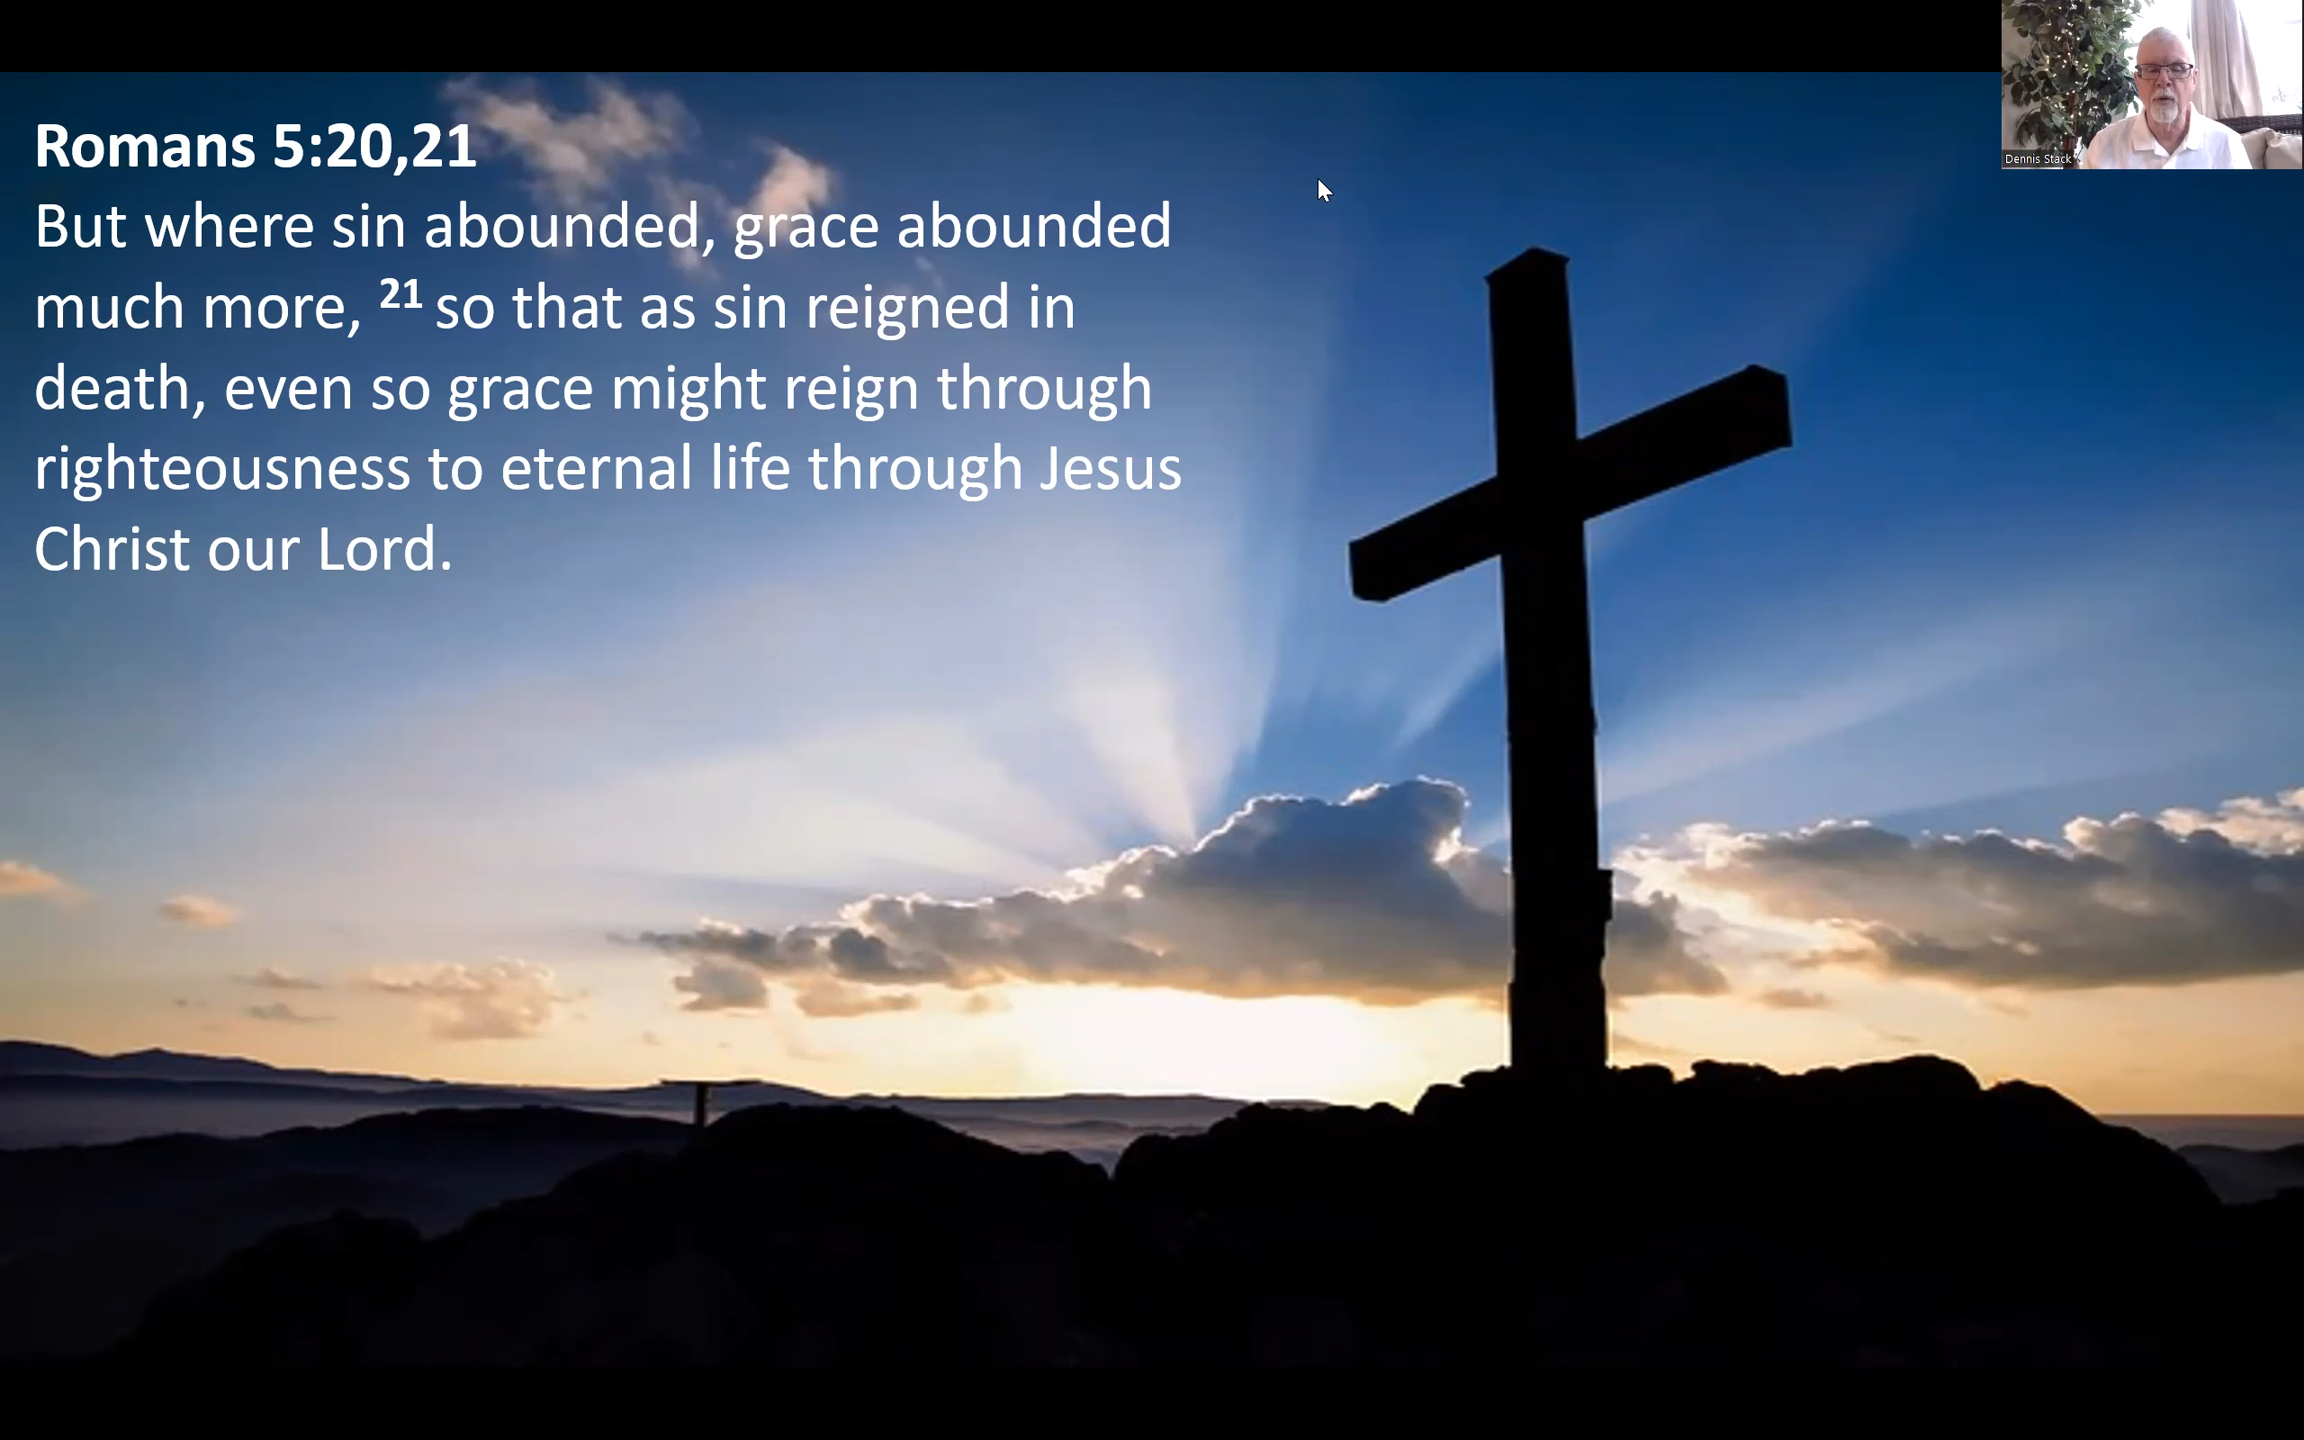 Romans 5:20,21
But where sin abounded, grace abounded
much more, 21 so that as sin reigned in
death, even so grace might reign through
righteousness to eternal life through Jesus
Christ our Lord.
Dennis Stack